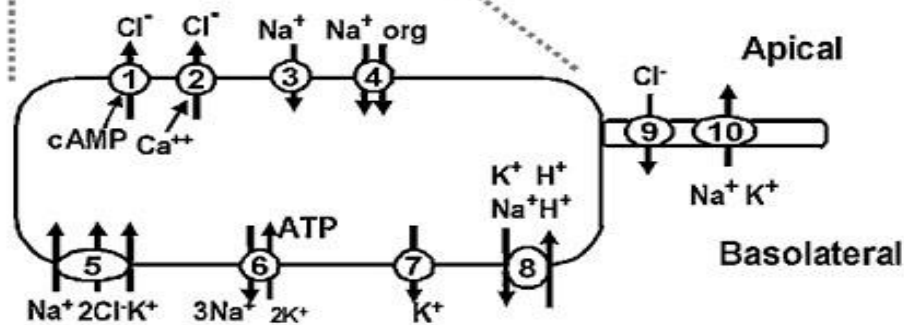 Cl⁻ Cl⁻ Na⁺ Na⁺ org
Apical
1 2 3 4
Cl⁻
cAMP Ca⁺⁺
9 10
K⁺ H⁺
Na⁺ K⁺
Na⁺ H⁺
ATP
Basolateral
5 6 7 8
Na⁺ 2Cl⁻ K⁺ 3Na⁺ 2K⁺ K⁺